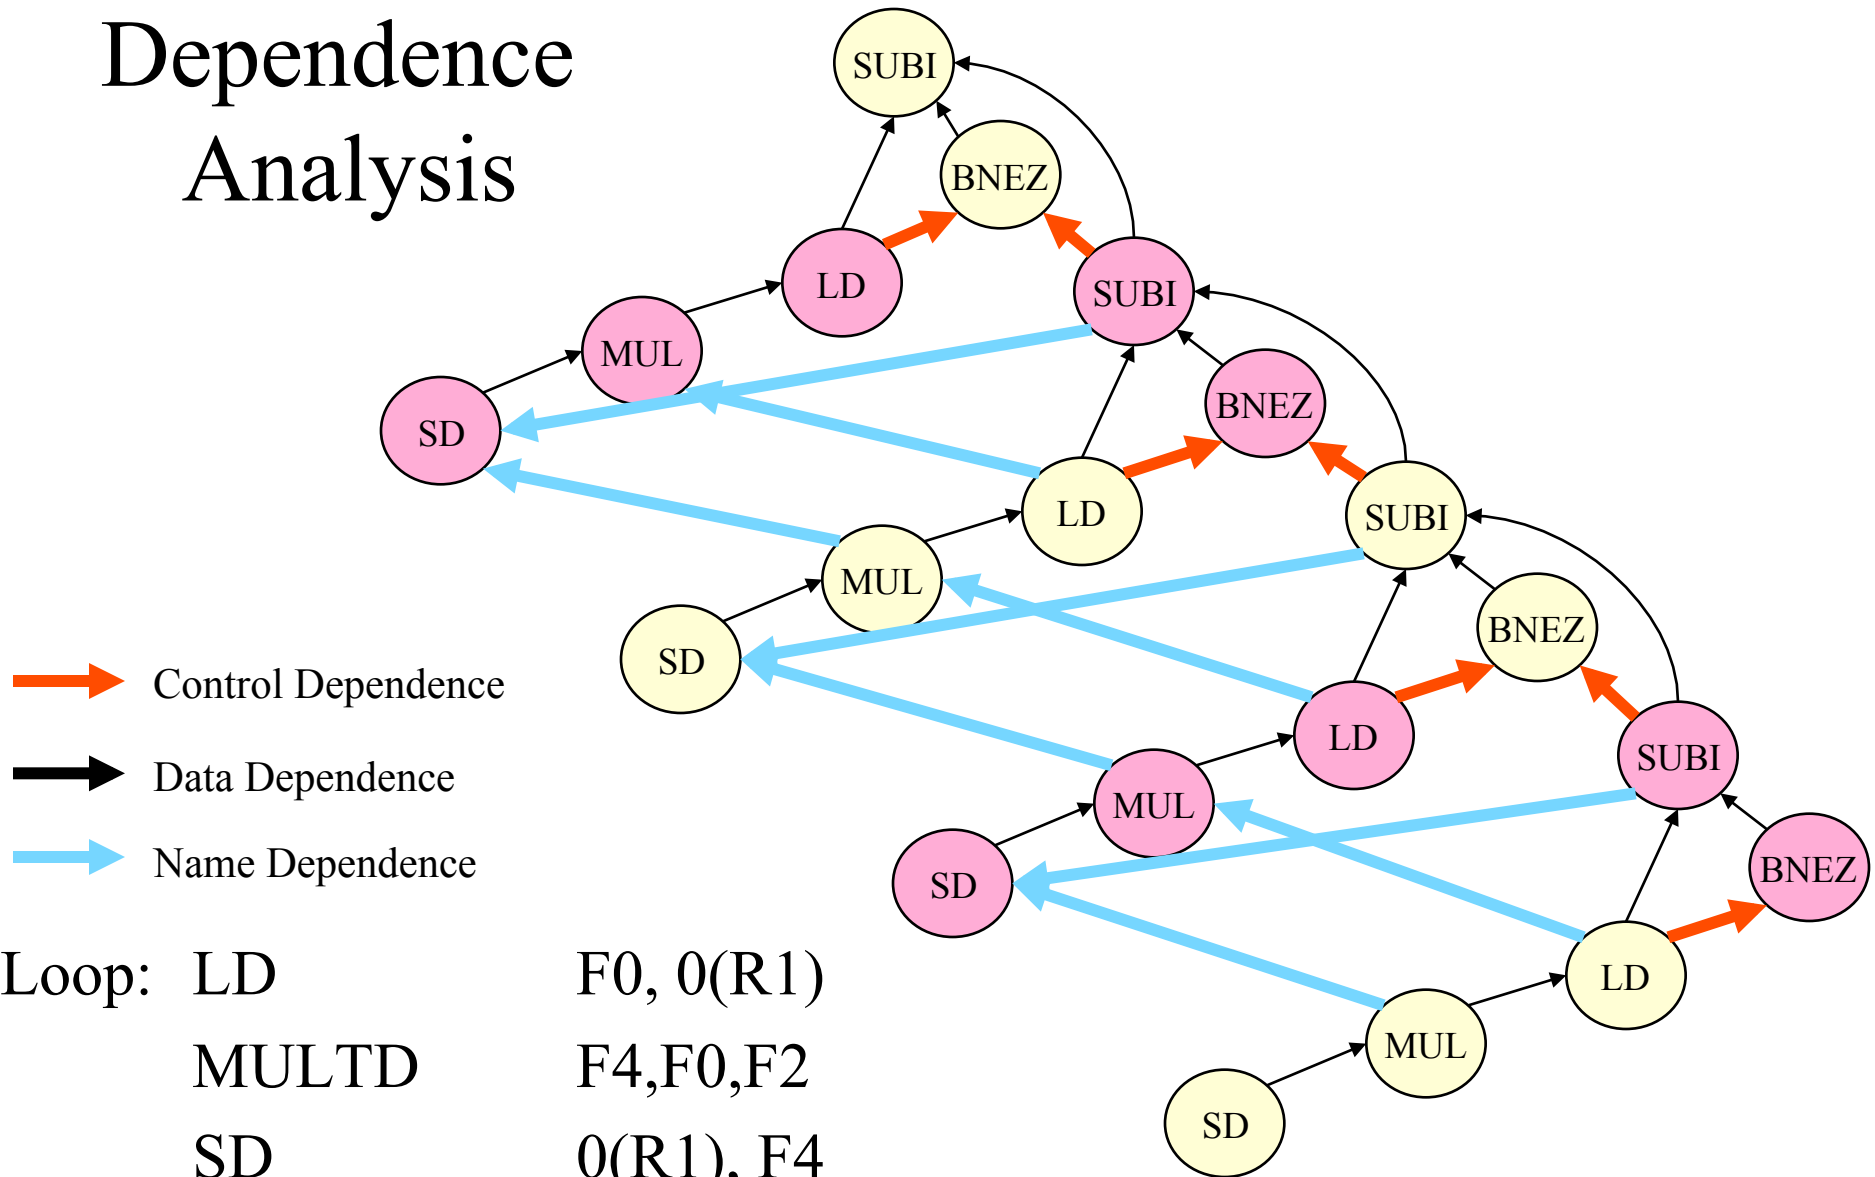 Dependence
Analysis
SUBI
BNEZ
LD
SUBI
MUL
BNEZ
SD
LD
SUBI
MUL
BNEZ
SD
LD
SUBI
MUL
BNEZ
SD
LD
MUL
SD
Control Dependence
Data Dependence
Name Dependence
Loop: LD F0, 0(R1)
MULTD F4,F0,F2
SD 0(R1), F4